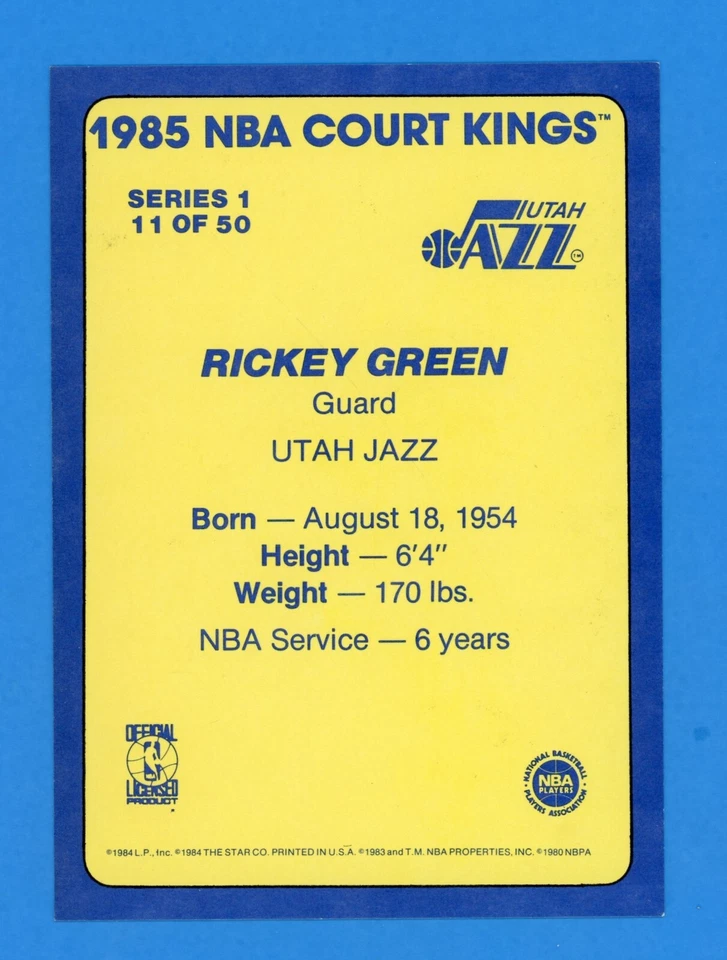 1985 NBA COURT KINGS™
SERIES 1
11 OF 50
UTAH
JAZZ TM
RICKEY GREEN
Guard
UTAH JAZZ
Born — August 18, 1954
Height — 6'4"
Weight — 170 lbs.
NBA Service — 6 years
OFFICIAL
LICENSED
PRODUCT
NATIONAL BASKETBALL
NBA
PLAYERS
PLAYERS ASSOCIATION
©1984 L.P., Inc. ©1984 THE STAR CO. PRINTED IN U.S.A. ©1983 and T.M. NBA PROPERTIES, INC. ©1980 NBPA